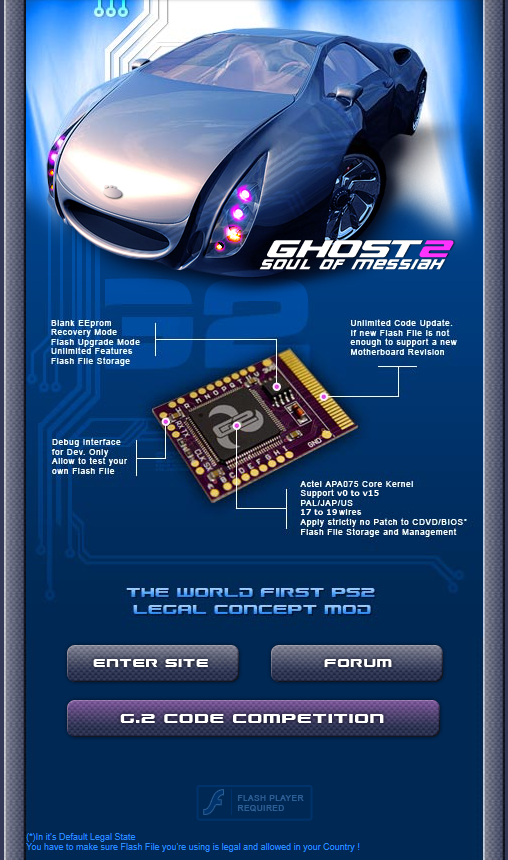 GHOST 2
SOUL OF MESSIAH
G2
Blank EEprom
Recovery Mode
Flash Upgrade Mode
Unlimited Features
Flash File Storage
Unlimited Code Update.
If new Flash File is not
enough to support a new
Motherboard Revision
Debug Interface
for Dev. Only
Allow to test your
own Flash File
GND
Actel APA075 Core Kernel
Support v0 to v15
PAL/JAP/US
17 to 19 wires
Apply strictly no Patch to CDVD/BIOS*
Flash File Storage and Management
THE WORLD FIRST PS2
LEGAL CONCEPT MOD
ENTER SITE
FORUM
G.2 CODE COMPETITION
FLASH PLAYER
REQUIRED
(*)In it's Default Legal State
You have to make sure Flash File you're using is legal and allowed in your Country !